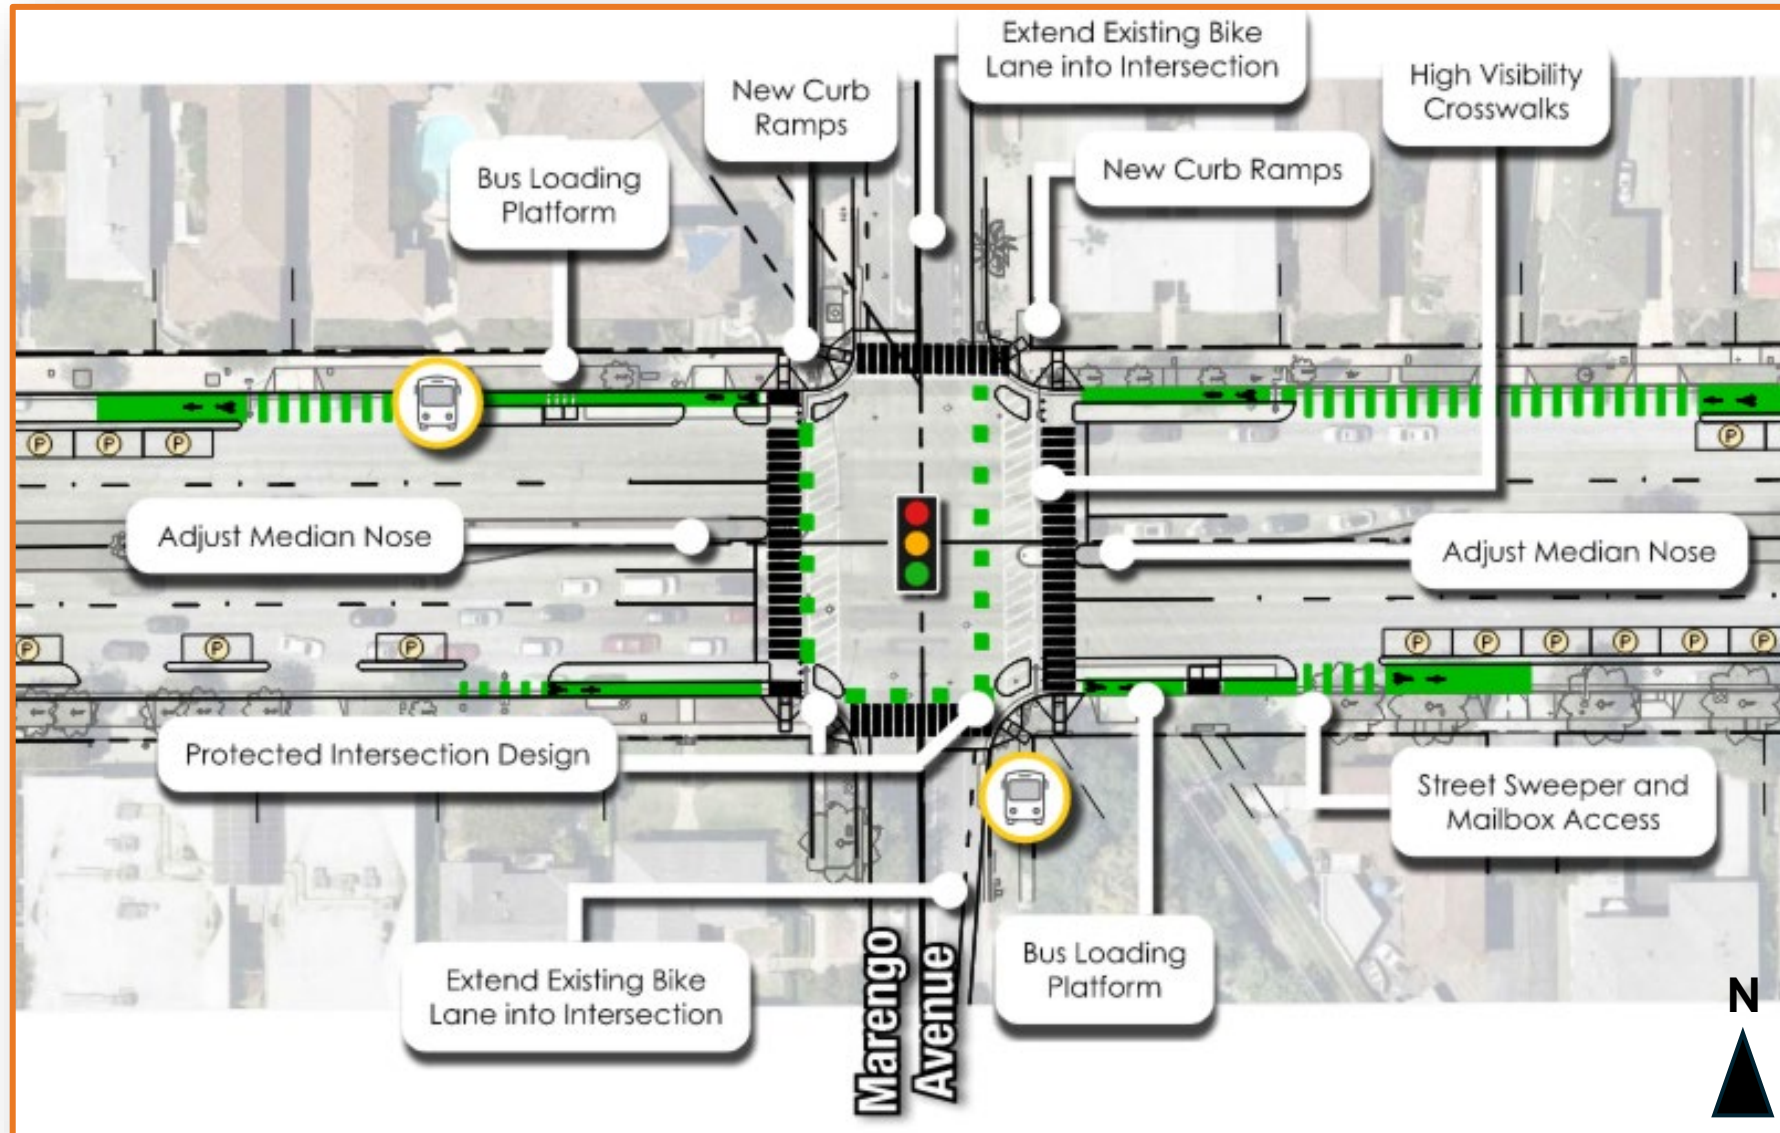 Extend Existing Bike
Lane into Intersection
New Curb
Ramps
High Visibility
Crosswalks
New Curb Ramps
Bus Loading
Platform
Adjust Median Nose
Adjust Median Nose
P
P
P
P
P
P
P
P
P
P
P
P
P
Protected Intersection Design
Street Sweeper and
Mailbox Access
Extend Existing Bike
Lane into Intersection
Bus Loading
Platform
Marengo
Avenue
N